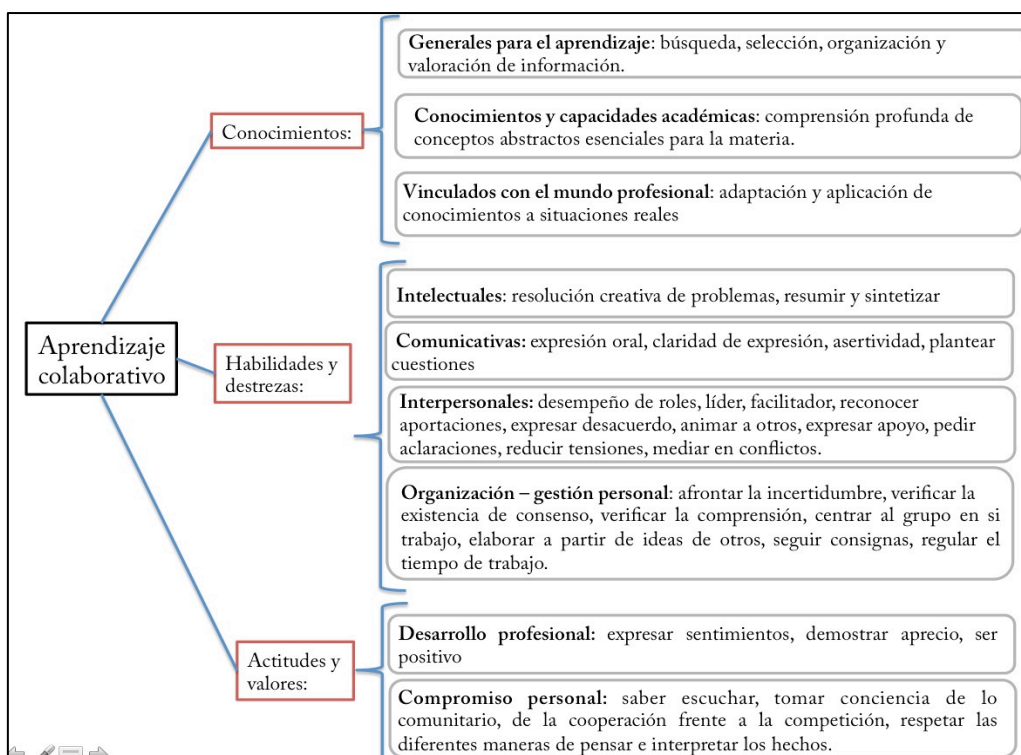 Aprendizaje
colaborativo
Conocimientos:
Generales para el aprendizaje: búsqueda, selección, organización y
valoración de información.
Conocimientos y capacidades académicas: comprensión profunda de
conceptos abstractos esenciales para la materia.
Vinculados con el mundo profesional: adaptación y aplicación de
conocimientos a situaciones reales
Habilidades y
destrezas:
Intelectuales: resolución creativa de problemas, resumir y sintetizar
Comunicativas: expresión oral, claridad de expresión, asertividad, plantear
cuestiones
Interpersonales: desempeño de roles, líder, facilitador, reconocer
aportaciones, expresar desacuerdo, animar a otros, expresar apoyo, pedir
aclaraciones, reducir tensiones, mediar en conflictos.
Organización – gestión personal: afrontar la incertidumbre, verificar la
existencia de consenso, verificar la comprensión, centrar al grupo en si
trabajo, elaborar a partir de ideas de otros, seguir consignas, regular el
tiempo de trabajo.
Actitudes y
valores:
Desarrollo profesional: expresar sentimientos, demostrar aprecio, ser
positivo
Compromiso personal: saber escuchar, tomar conciencia de lo
comunitario, de la cooperación frente a la competición, respetar las
diferentes maneras de pensar e interpretar los hechos.